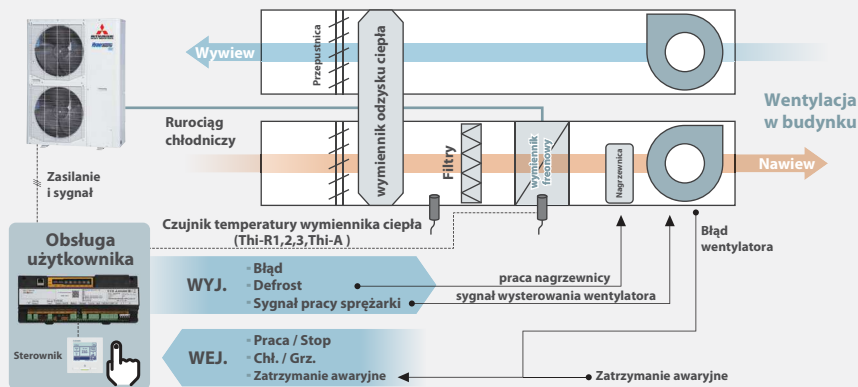 Wywiew
Przepustnica
wymiennik odzysku ciepła
Wentylacja
w budynku
Rurociąg
chłodniczy
Filtry
wymiennik
freonowy
Nagrzewnica
Nawiew
Zasilanie
i sygnał
Czujnik temperatury wymiennika ciepła
(Thi-R1,2,3,Thi-A )
Błąd
wentylatora
Obsługa
użytkownika
Sterownik
WYJ.
Błąd
Defrost
Sygnał pracy sprężarki
praca nagrzewnicy
sygnał wysterowania wentylatora
WEJ.
Praca / Stop
Chł. / Grz.
Zatrzymanie awaryjne
Zatrzymanie awaryjne